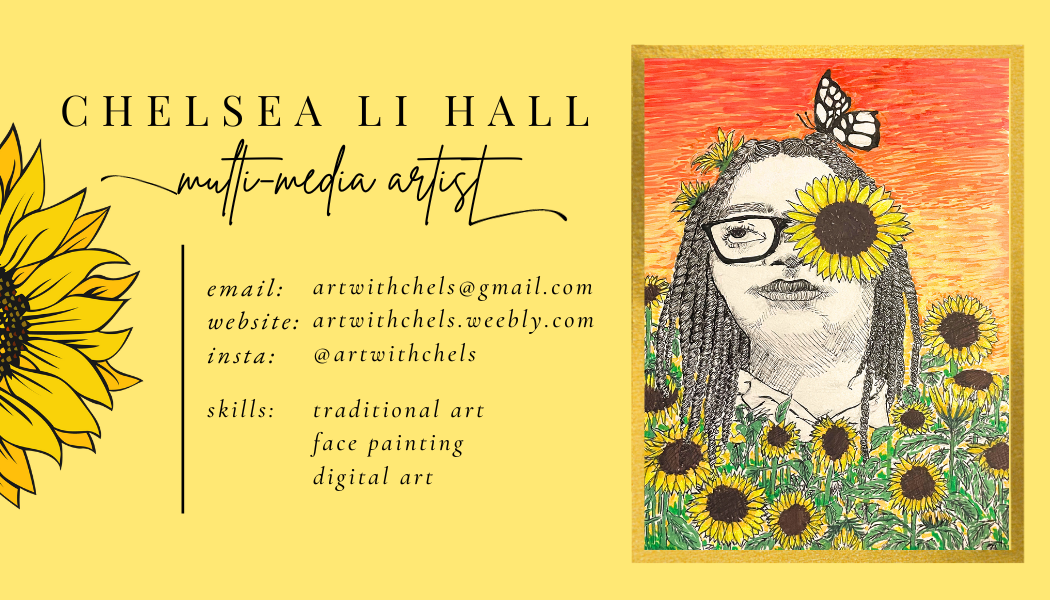 CHELSEA LI HALL
multi-media artist
email: artwithchels@gmail.com
website: artwithchels.weebly.com
insta: @artwithchels
skills: traditional art
face painting
digital art